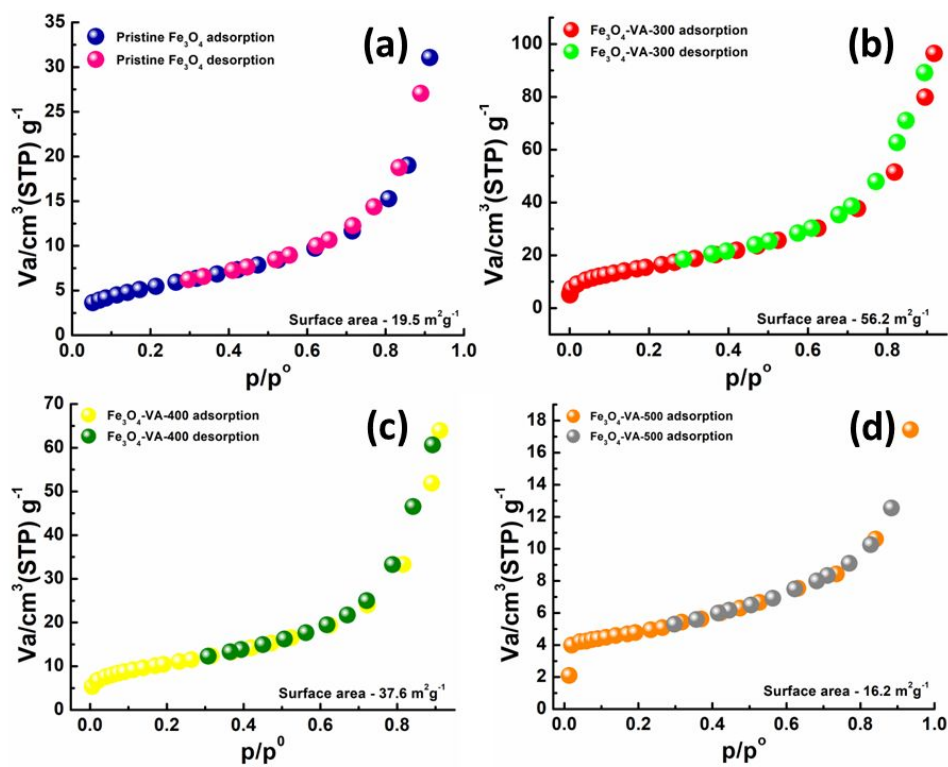 (a)
Pristine Fe₃O₄ adsorption
Pristine Fe₃O₄ desorption
Va/cm³(STP) g⁻¹
35
30
25
20
15
10
5
0
Surface area - 19.5 m²g⁻¹
0.0 0.2 0.4 0.6 0.8 1.0
p/pᵒ
(b)
Fe₃O₄-VA-300 adsorption
Fe₃O₄-VA-300 desorption
Va/cm³(STP) g⁻¹
100
80
60
40
20
0
Surface area - 56.2 m²g⁻¹
0.0 0.2 0.4 0.6 0.8
p/pᵒ
(c)
Fe₃O₄-VA-400 adsorption
Fe₃O₄-VA-400 desorption
Va/cm³(STP) g⁻¹
70
60
50
40
30
20
10
0
Surface area - 37.6 m²g⁻¹
0.0 0.2 0.4 0.6 0.8
p/p⁰
(d)
Fe₃O₄-VA-500 adsorption
Fe₃O₄-VA-500 adsorption
Va/cm³(STP) g⁻¹
18
16
14
12
10
8
6
4
2
0
Surface area - 16.2 m²g⁻¹
0.0 0.2 0.4 0.6 0.8 1.0
p/pᵒ